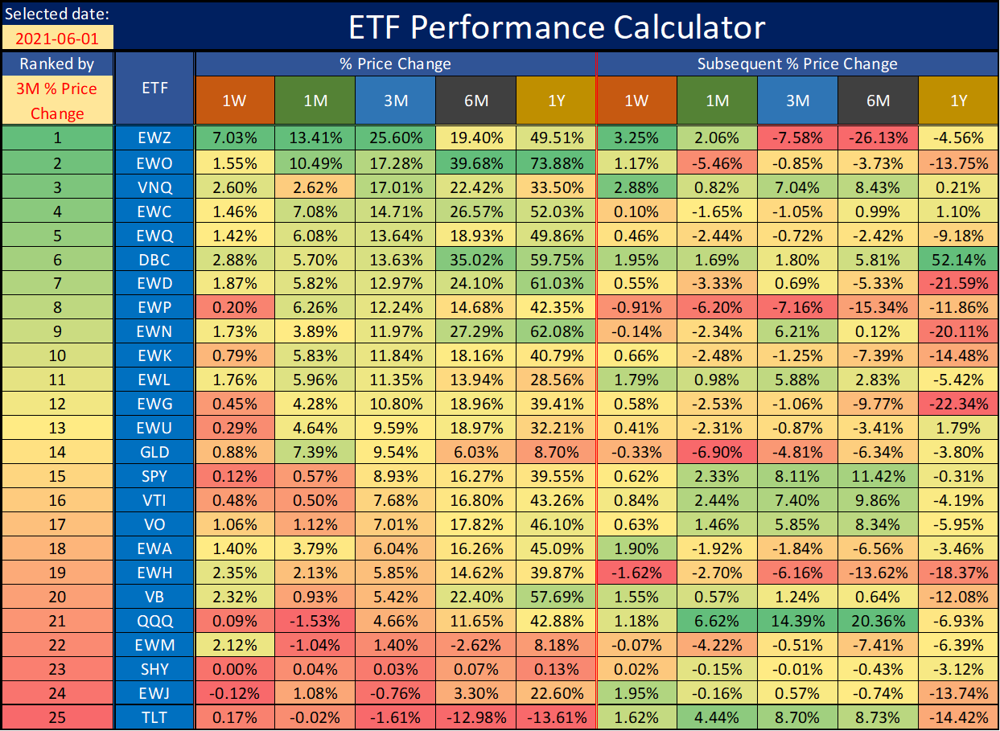 Selected date:
2021-06-01
ETF Performance Calculator
Ranked by
3M % Price
Change
ETF
% Price Change
Subsequent % Price Change
1W 1M 3M 6M 1Y 1W 1M 3M 6M 1Y
1 EWZ 7.03% 13.41% 25.60% 19.40% 49.51% 3.25% 2.06% -7.58% -26.13% -4.56%
2 EWO 1.55% 10.49% 17.28% 39.68% 73.88% 1.17% -5.46% -0.85% -3.73% -13.75%
3 VNQ 2.60% 2.62% 17.01% 22.42% 33.50% 2.88% 0.82% 7.04% 8.43% 0.21%
4 EWC 1.46% 7.08% 14.71% 26.57% 52.03% 0.10% -1.65% -1.05% 0.99% 1.10%
5 EWQ 1.42% 6.08% 13.64% 18.93% 49.86% 0.46% -2.44% -0.72% -2.42% -9.18%
6 DBC 2.88% 5.70% 13.63% 35.02% 59.75% 1.95% 1.69% 1.80% 5.81% 52.14%
7 EWD 1.87% 5.82% 12.97% 24.10% 61.03% 0.55% -3.33% 0.69% -5.33% -21.59%
8 EWP 0.20% 6.26% 12.24% 14.68% 42.35% -0.91% -6.20% -7.16% -15.34% -11.86%
9 EWN 1.73% 3.89% 11.97% 27.29% 62.08% -0.14% -2.34% 6.21% 0.12% -20.11%
10 EWK 0.79% 5.83% 11.84% 18.16% 40.79% 0.66% -2.48% -1.25% -7.39% -14.48%
11 EWL 1.76% 5.96% 11.35% 13.94% 28.56% 1.79% 0.98% 5.88% 2.83% -5.42%
12 EWG 0.45% 4.28% 10.80% 18.96% 39.41% 0.58% -2.53% -1.06% -9.77% -22.34%
13 EWU 0.29% 4.64% 9.59% 18.97% 32.21% 0.41% -2.31% -0.87% -3.41% 1.79%
14 GLD 0.88% 7.39% 9.54% 6.03% 8.70% -0.33% -6.90% -4.81% -6.34% -3.80%
15 SPY 0.12% 0.57% 8.93% 16.27% 39.55% 0.62% 2.33% 8.11% 11.42% -0.31%
16 VTI 0.48% 0.50% 7.68% 16.80% 43.26% 0.84% 2.44% 7.40% 9.86% -4.19%
17 VO 1.06% 1.12% 7.01% 17.82% 46.10% 0.63% 1.46% 5.85% 8.34% -5.95%
18 EWA 1.40% 3.79% 6.04% 16.26% 45.09% 1.90% -1.92% -1.84% -6.56% -3.46%
19 EWH 2.35% 2.13% 5.85% 14.62% 39.87% -1.62% -2.70% -6.16% -13.62% -18.37%
20 VB 2.32% 0.93% 5.42% 22.40% 57.69% 1.55% 0.57% 1.24% 0.64% -12.08%
21 QQQ 0.09% -1.53% 4.66% 11.65% 42.88% 1.18% 6.62% 14.39% 20.36% -6.93%
22 EWM 2.12% -1.04% 1.40% -2.62% 8.18% -0.07% -4.22% -0.51% -7.41% -6.39%
23 SHY 0.00% 0.04% 0.03% 0.07% 0.13% 0.02% -0.15% -0.01% -0.43% -3.12%
24 EWJ -0.12% 1.08% -0.76% 3.30% 22.60% 1.95% -0.16% 0.57% -0.74% -13.74%
25 TLT 0.17% -0.02% -1.61% -12.98% -13.61% 1.62% 4.44% 8.70% 8.73% -14.42%